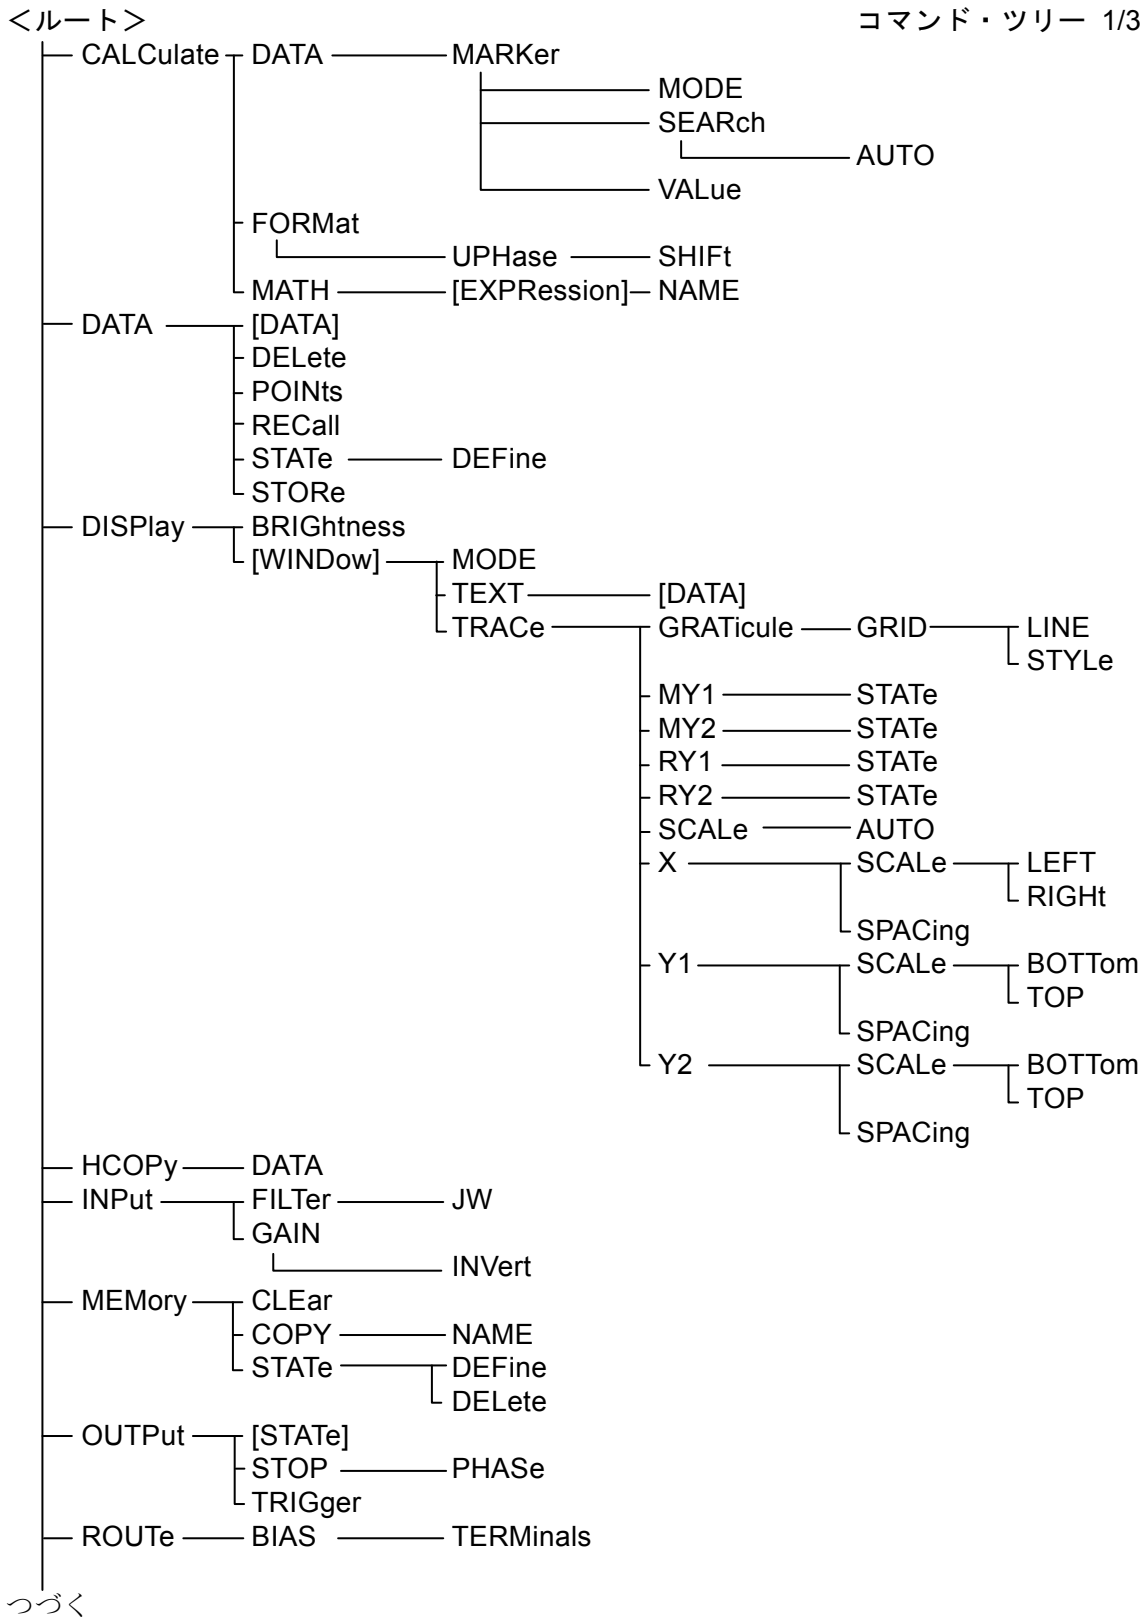 ＜ルート＞ コマンド・ツリー 1/3
CALCulate DATA MARKer
MODE
SEARch
AUTO
VALue
FORMat
UPHase SHIFt
MATH [EXPRession] NAME
DATA [DATA]
DELete
POINts
RECall
STATe DEFine
STORe
DISPlay BRIGhtness
[WINDow] MODE
TEXT [DATA]
TRACe GRATicule GRID LINE
STYLe
MY1 STATe
MY2 STATe
RY1 STATe
RY2 STATe
SCALe AUTO
X SCALe LEFT
RIGHt
SPACing
Y1 SCALe BOTTom
TOP
SPACing
Y2 SCALe BOTTom
TOP
SPACing
HCOPy DATA
INPut FILTer JW
GAIN
INVert
MEMory CLEar
COPY NAME
STATe DEFine
DELete
OUTPut [STATe]
STOP PHASe
TRIGger
ROUTe BIAS TERMinals
つづく